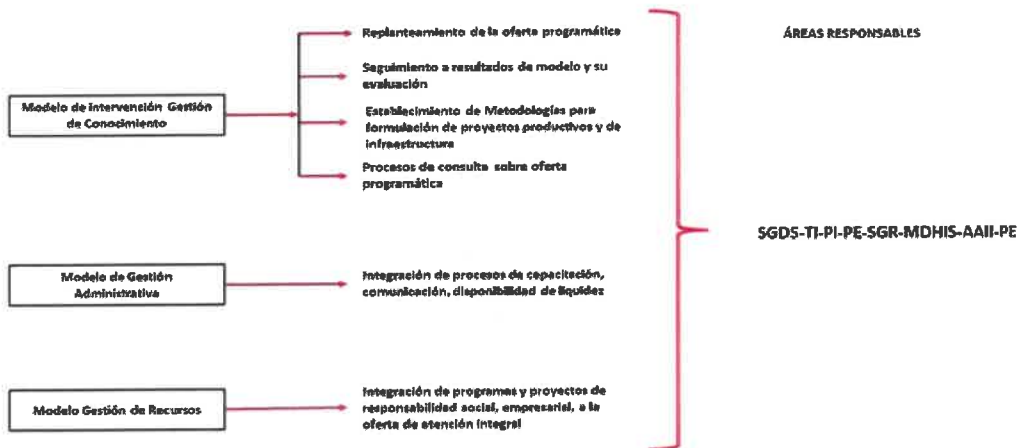 Replanteamiento de la oferta programática
ÁREAS RESPONSABLES
Seguimiento a resultados de modelo y su
evaluación
Modelo de Intervención Gestión
de Conocimiento
Establecimiento de Metodologías para
formulación de proyectos productivos y de
infraestructura
Procesos de consulta sobre oferta
programática
SGDS-TI-PI-PE-SGR-MDHIS-AAII-PE
Modelo de Gestión
Administrativa
Integración de procesos de capacitación,
comunicación, disponibilidad de liquidez
Modelo Gestión de Recursos
Integración de programas y proyectos de
responsabilidad social, empresarial, a la
oferta de atención integral